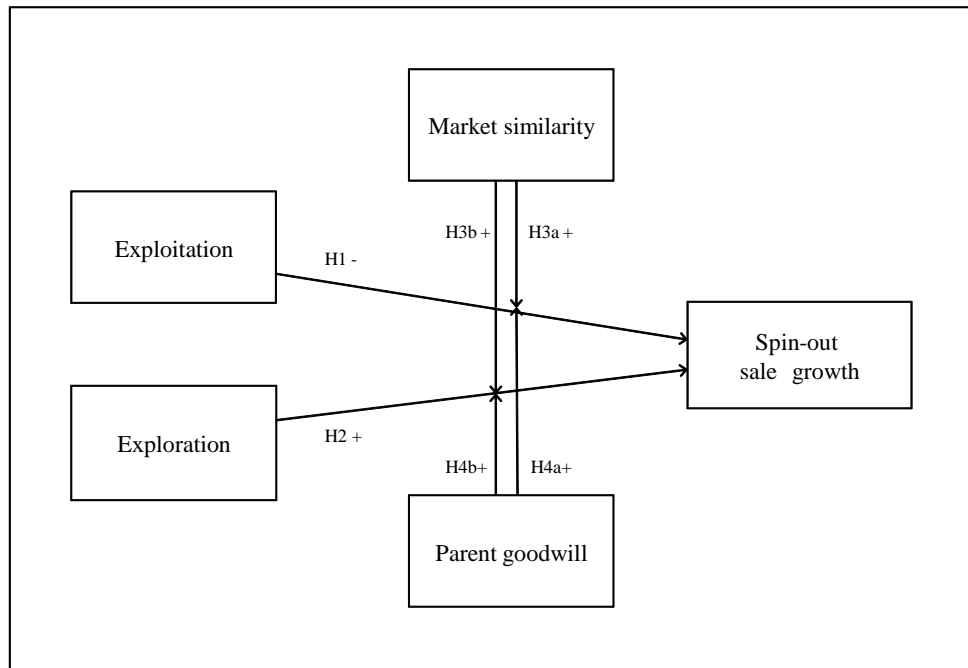 Market similarity
H3b + H3a +
Exploitation
H1 -
Spin-out
sale growth
Exploration
H2 +
H4b+ H4a+
Parent goodwill